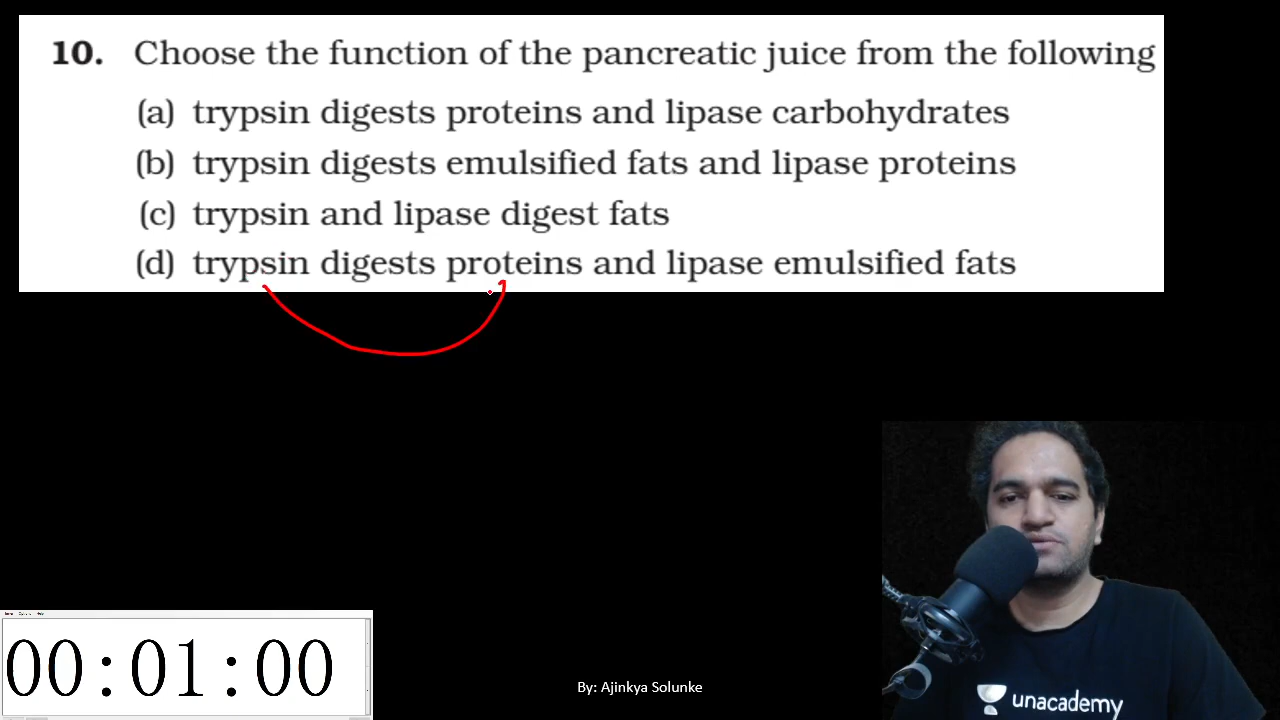 10. Choose the function of the pancreatic juice from the following
(a) trypsin digests proteins and lipase carbohydrates
(b) trypsin digests emulsified fats and lipase proteins
(c) trypsin and lipase digest fats
(d) trypsin digests proteins and lipase emulsified fats
00:01:00
By: Ajinkya Solunke
unacademy